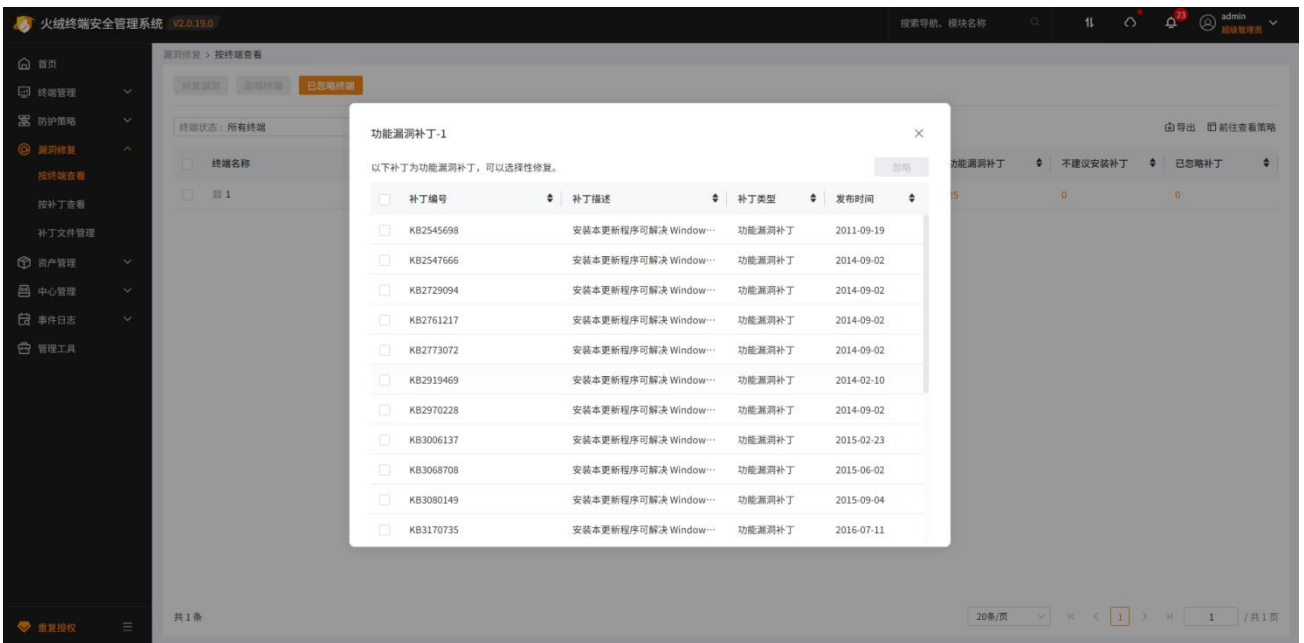 火绒终端安全管理系统 V2.0.19.0
搜索导航、模块名称
23
admin
超级管理员
首页
终端管理
防护策略
漏洞修复
按终端查看
按补丁查看
补丁文件管理
资产管理
中心管理
事件日志
管理工具
重复授权
漏洞修复 > 按终端查看
修复漏洞 忽略终端 已忽略终端
终端状态: 所有终端
导出 前往查看策略
终端名称 功能漏洞补丁 不建议安装补丁 已忽略补丁
1 0 0
功能漏洞补丁-1
以下补丁为功能漏洞补丁，可以选择性修复。
忽略
补丁编号 补丁描述 补丁类型 发布时间
KB2545698 安装本更新程序可解决 Window… 功能漏洞补丁 2011-09-19
KB2547666 安装本更新程序可解决 Window… 功能漏洞补丁 2014-09-02
KB2729094 安装本更新程序可解决 Window… 功能漏洞补丁 2014-09-02
KB2761217 安装本更新程序可解决 Window… 功能漏洞补丁 2014-09-02
KB2773072 安装本更新程序可解决 Window… 功能漏洞补丁 2014-09-02
KB2919469 安装本更新程序可解决 Window… 功能漏洞补丁 2014-02-10
KB2970228 安装本更新程序可解决 Window… 功能漏洞补丁 2014-09-02
KB3006137 安装本更新程序可解决 Window… 功能漏洞补丁 2015-02-23
KB3068708 安装本更新程序可解决 Window… 功能漏洞补丁 2015-06-02
KB3080149 安装本更新程序可解决 Window… 功能漏洞补丁 2015-09-04
KB3170735 安装本更新程序可解决 Window… 功能漏洞补丁 2016-07-11
共 1 条
20条/页 1 1 / 共 1 页